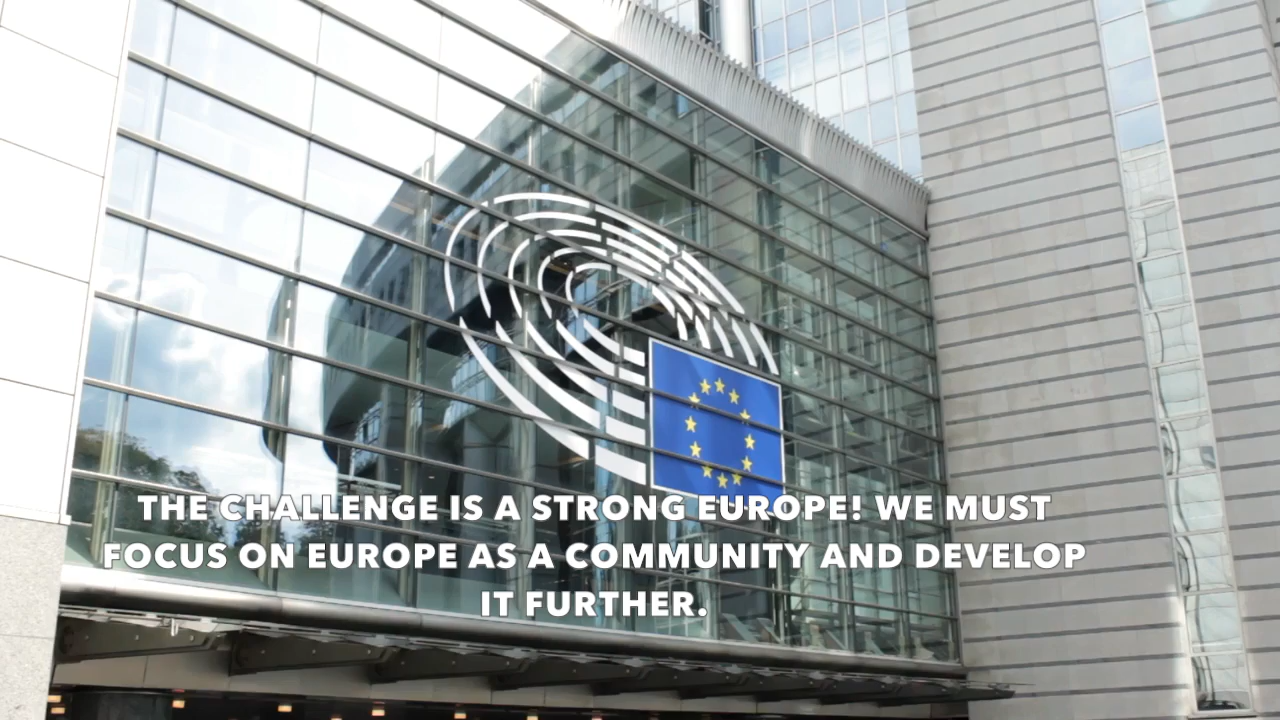 THE CHALLENGE IS A STRONG EUROPE! WE MUST
FOCUS ON EUROPE AS A COMMUNITY AND DEVELOP
IT FURTHER.